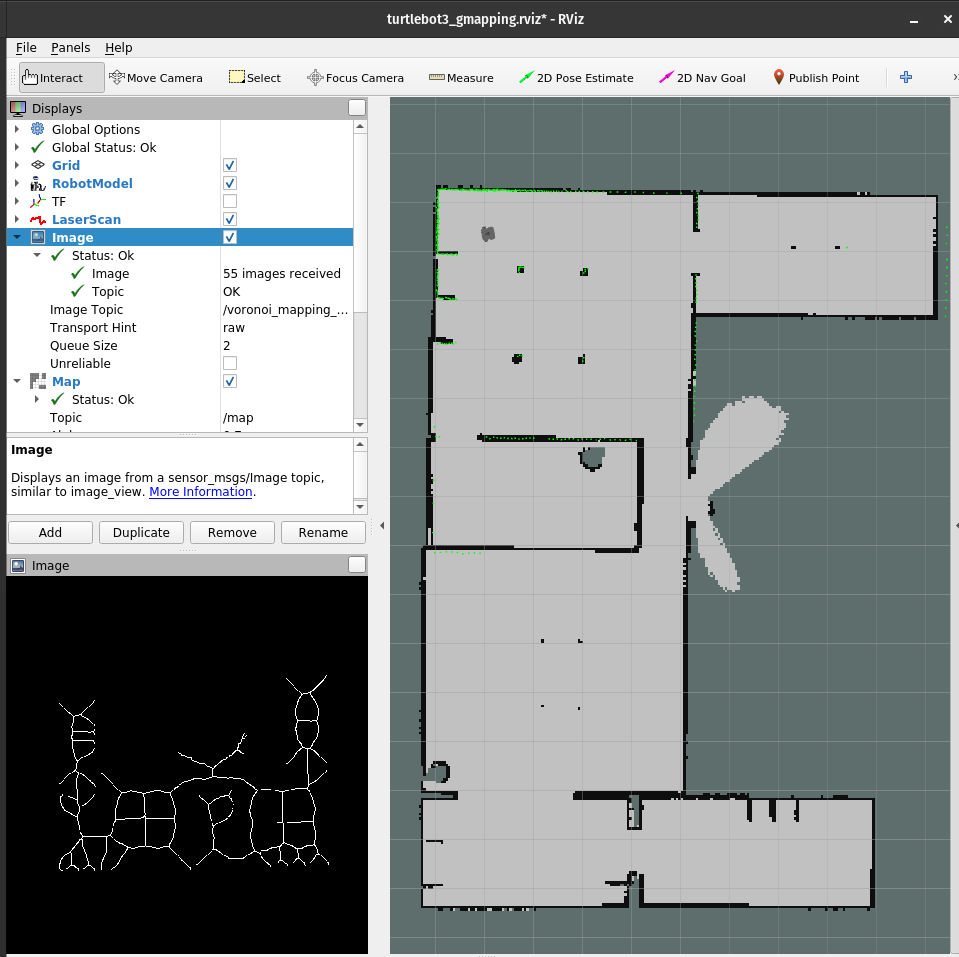 turtlebot3_gmapping.rviz* - RViz
File Panels Help
Interact Move Camera Select Focus Camera Measure 2D Pose Estimate 2D Nav Goal Publish Point
Displays
Global Options
Global Status: Ok
Grid
RobotModel
TF
LaserScan
Image
Status: Ok
Image 55 images received
Topic OK
Image Topic /voronoi_mapping_...
Transport Hint raw
Queue Size 2
Unreliable
Map
Status: Ok
Topic /map
Image
Displays an image from a sensor_msgs/Image topic,
similar to image_view. More Information.
Add Duplicate Remove Rename
Image